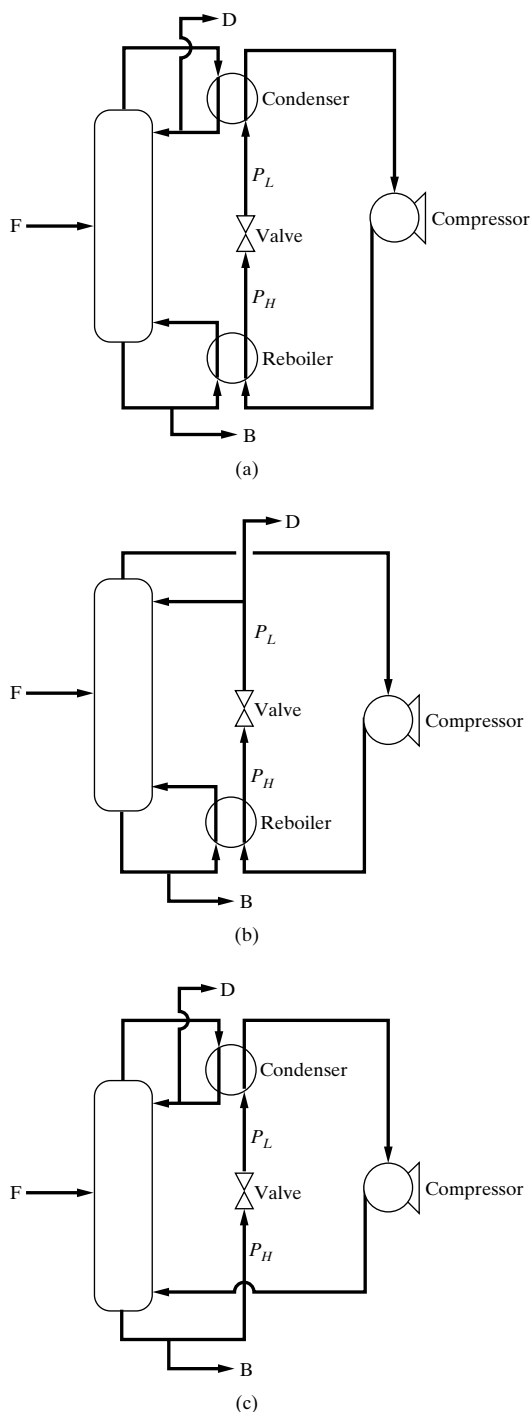 D
Condenser
P_L
F
Compressor
Valve
P_H
Reboiler
B
(a)
D
P_L
F
Valve
Compressor
P_H
Reboiler
B
(b)
D
Condenser
P_L
F
Valve
Compressor
P_H
B
(c)